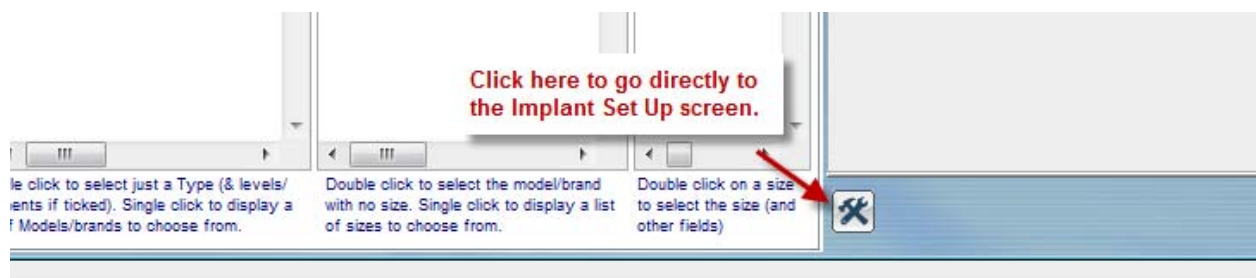 Click here to go directly to
the Implant Set Up screen.
le click to select just a Type (& levels/
ents if ticked). Single click to display a
f Models/brands to choose from.
Double click to select the model/brand
with no size. Single click to display a list
of sizes to choose from.
Double click on a size
to select the size (and
other fields)